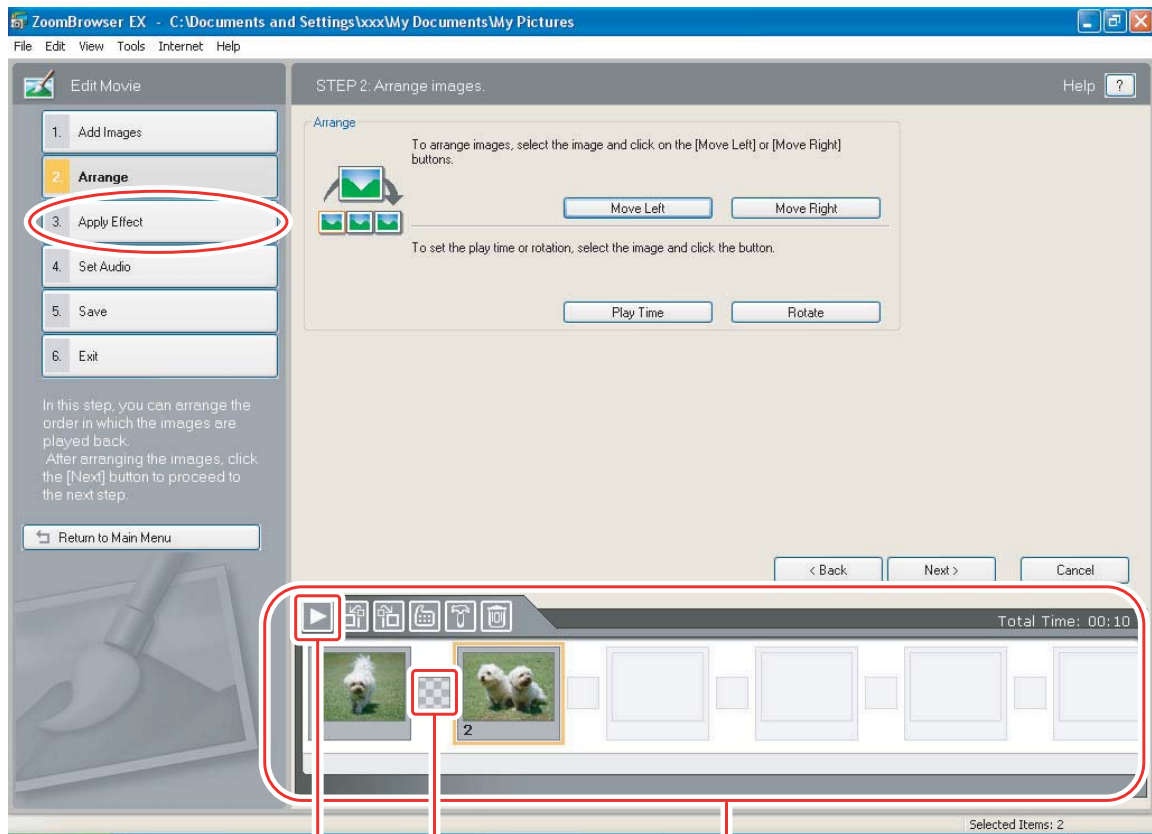 ZoomBrowser EX - C:\Documents and Settings\xxx\My Documents\My Pictures
File Edit View Tools Internet Help
Edit Movie
1. Add Images
2. Arrange
3. Apply Effect
4. Set Audio
5. Save
6. Exit
In this step, you can arrange the
order in which the images are
played back.
After arranging the images, click
the [Next] button to proceed to
the next step.
Return to Main Menu
STEP 2: Arrange images.
Help ?
Arrange
To arrange images, select the image and click on the [Move Left] or [Move Right]
buttons.
Move Left Move Right
To set the play time or rotation, select the image and click the button.
Play Time Rotate
< Back Next > Cancel
Total Time: 00:10
2
Selected Items: 2